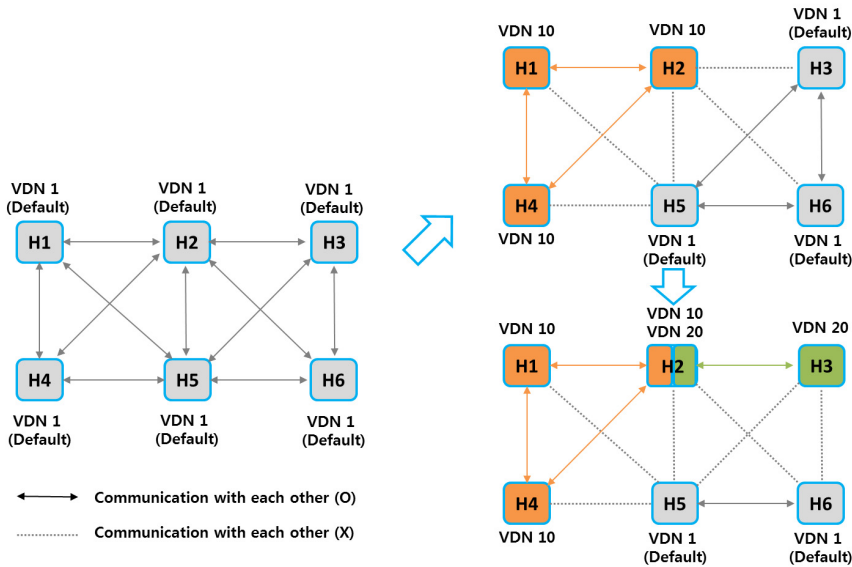 VDN 1
(Default)
VDN 1
(Default)
VDN 1
(Default)
H1
H2
H3
H4
H5
H6
VDN 1
(Default)
VDN 1
(Default)
VDN 1
(Default)
Communication with each other (O)
Communication with each other (X)
VDN 10
VDN 10
VDN 1
(Default)
H1
H2
H3
H4
H5
H6
VDN 10
VDN 1
(Default)
VDN 1
(Default)
VDN 10
VDN 10
VDN 20
VDN 20
H1
H2
H3
H4
H5
H6
VDN 10
VDN 1
(Default)
VDN 1
(Default)